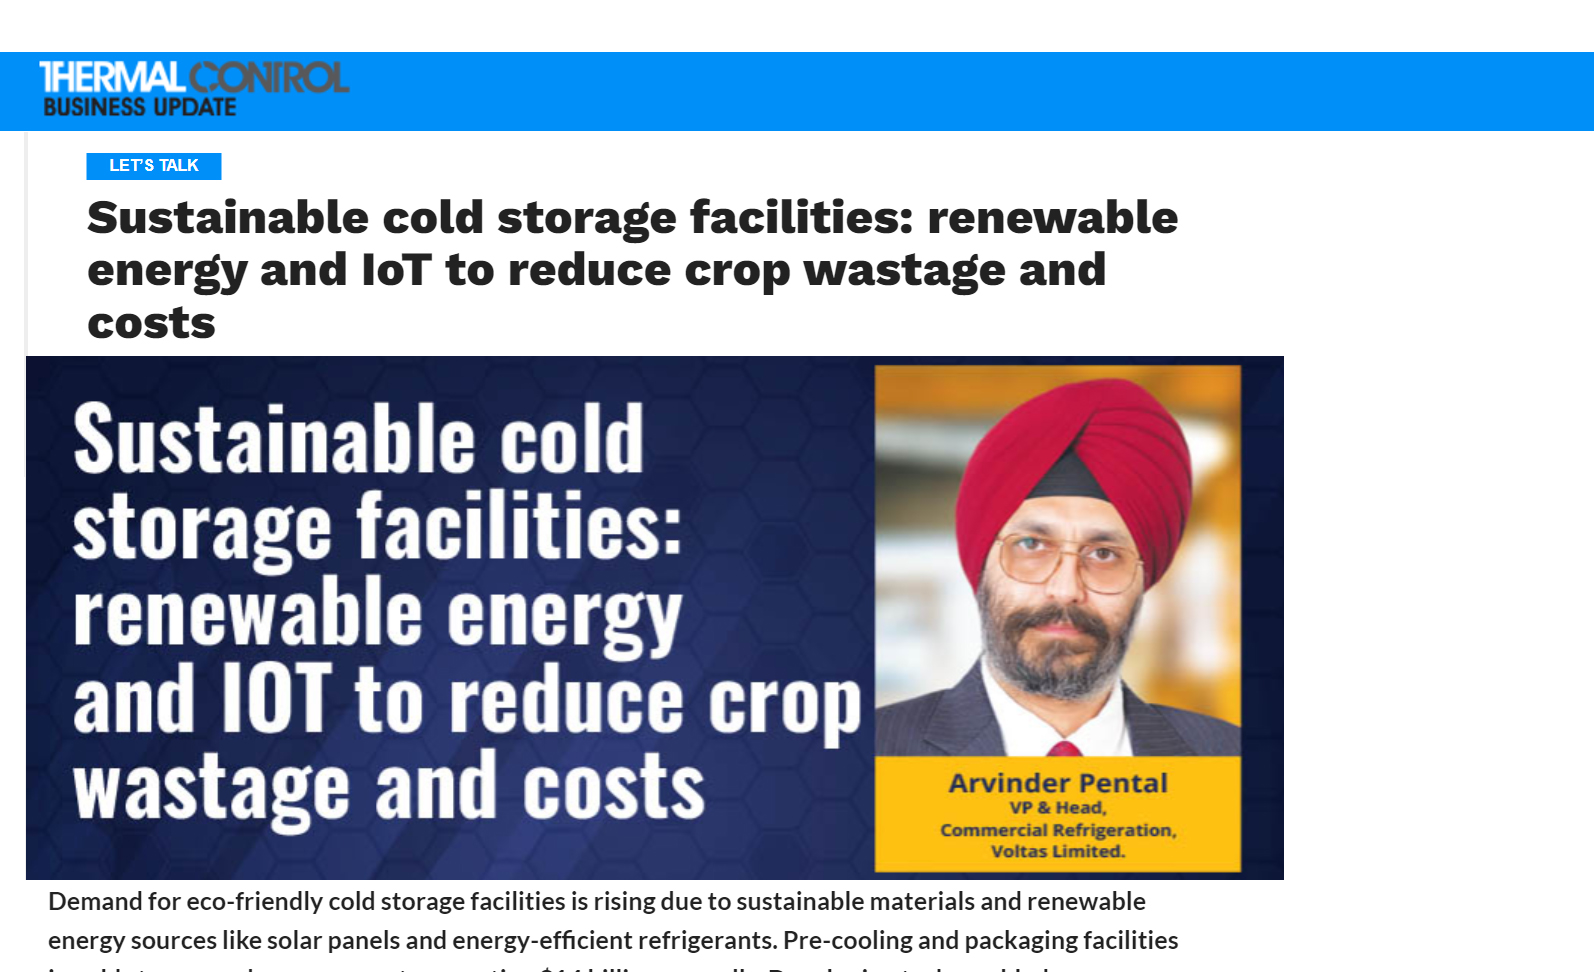 THERMAL CONTROL
BUSINESS UPDATE
LET'S TALK
Sustainable cold storage facilities: renewable
energy and IoT to reduce crop wastage and
costs
Sustainable cold
storage facilities:
renewable energy
and IOT to reduce crop
wastage and costs
Arvinder Pental
VP & Head,
Commercial Refrigeration,
Voltas Limited.
Demand for eco-friendly cold storage facilities is rising due to sustainable materials and renewable
energy sources like solar panels and energy-efficient refrigerants. Pre-cooling and packaging facilities